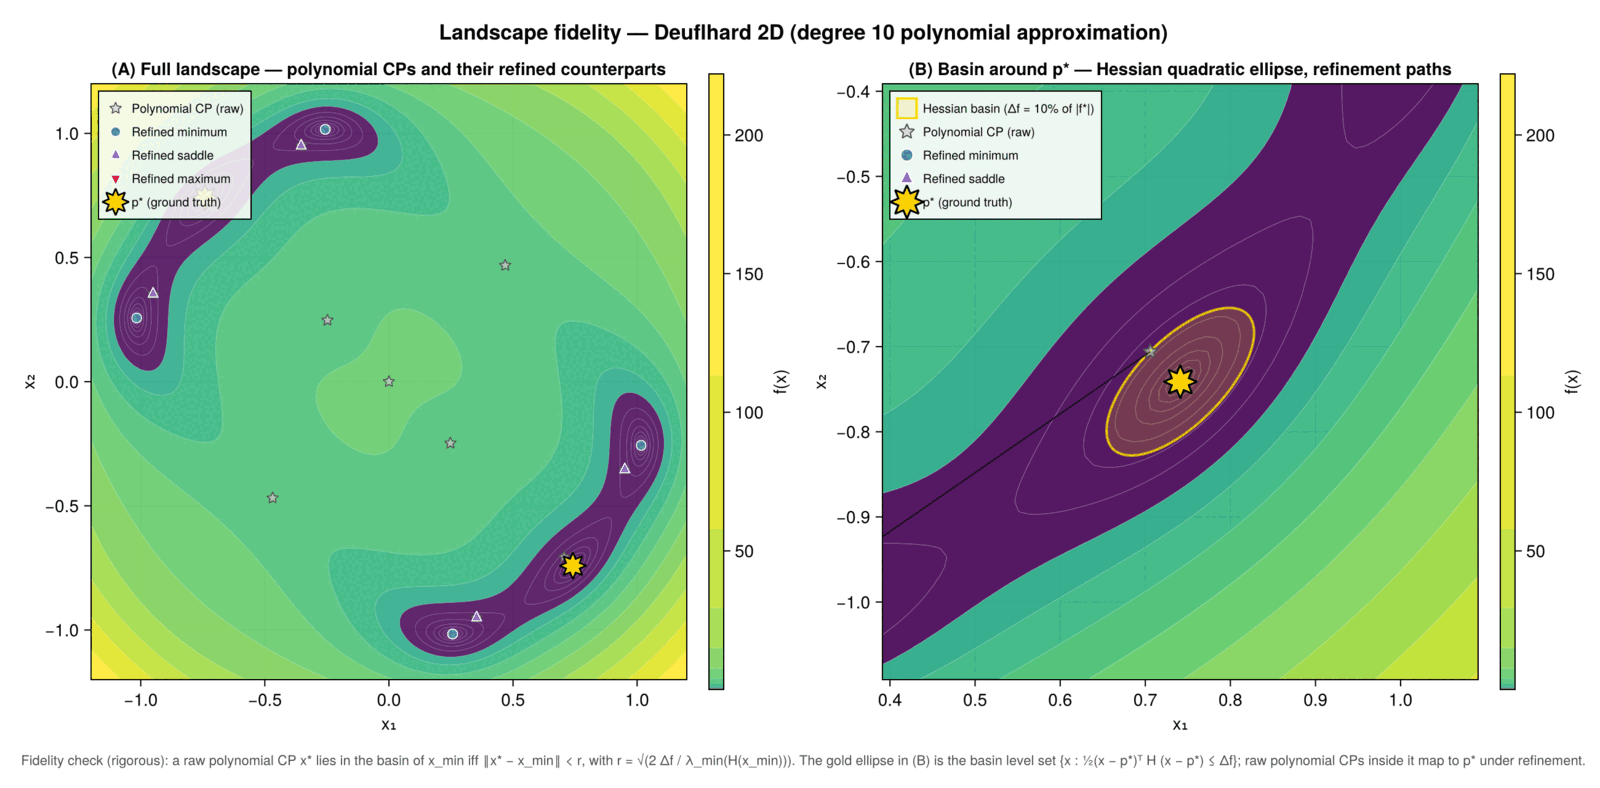 Landscape fidelity — Deuflhard 2D (degree 10 polynomial approximation)
(A) Full landscape — polynomial CPs and their refined counterparts
Polynomial CP (raw)
Refined minimum
Refined saddle
Refined maximum
p* (ground truth)
1.0
0.5
0.0
−0.5
−1.0
x₂
−1.0
−0.5
0.0
0.5
1.0
x₁
200
150
100
50
f(x)
(B) Basin around p* — Hessian quadratic ellipse, refinement paths
Hessian basin (Δf = 10% of |f*|)
Polynomial CP (raw)
Refined minimum
Refined saddle
p* (ground truth)
−0.4
−0.5
−0.6
−0.7
−0.8
−0.9
−1.0
x₂
0.4
0.5
0.6
0.7
0.8
0.9
1.0
x₁
200
150
100
50
f(x)
Fidelity check (rigorous): a raw polynomial CP x* lies in the basin of x_min iff ‖x* − x_min‖ < r, with r = √(2 Δf / λ_min(H(x_min))). The gold ellipse in (B) is the basin level set {x : ½(x − p*)ᵀ H (x − p*) ≤ Δf}; raw polynomial CPs inside it map to p* under refinement.